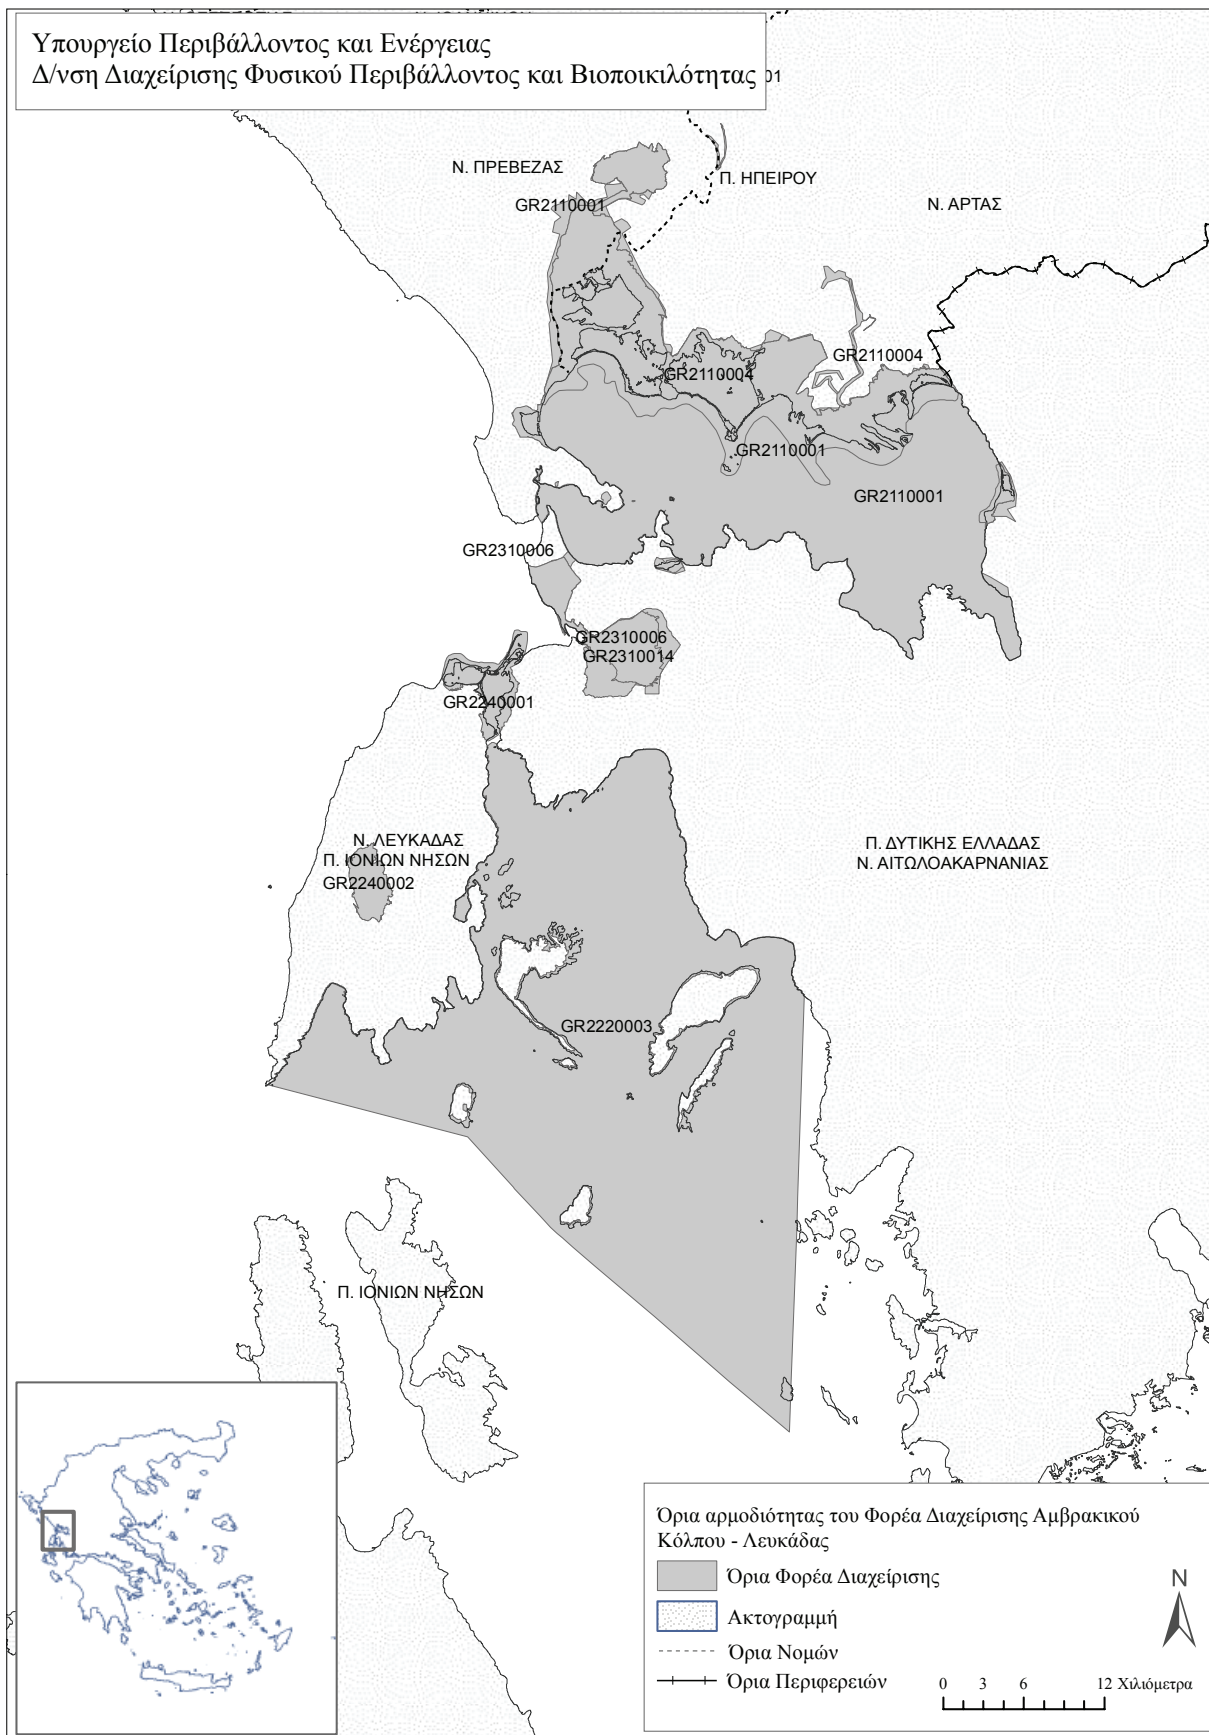 Υπουργείο Περιβάλλοντος και Ενέργειας
Δ/νση Διαχείρισης Φυσικού Περιβάλλοντος και Βιοποικιλότητας
01
Ν. ΠΡΕΒΕΖΑΣ
Π. ΗΠΕΙΡΟΥ
GR2110001
Ν. ΑΡΤΑΣ
GR2110004
GR2110004
GR2110001
GR2110001
GR2310006
GR2310006
GR2310014
GR2240001
Ν. ΛΕΥΚΑΔΑΣ
Π. ΙΟΝΙΩΝ ΝΗΣΩΝ
GR2240002
Π. ΔΥΤΙΚΗΣ ΕΛΛΑΔΑΣ
Ν. ΑΙΤΩΛΟΑΚΑΡΝΑΝΙΑΣ
GR2220003
Π. ΙΟΝΙΩΝ ΝΗΣΩΝ
Όρια αρμοδιότητας του Φορέα Διαχείρισης Αμβρακικού
Κόλπου - Λευκάδας
Όρια Φορέα Διαχείρισης
Ακτογραμμή
Όρια Νομών
Όρια Περιφερειών
N
0 3 6 12 Χιλιόμετρα